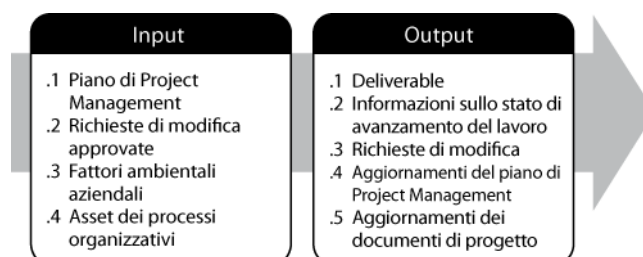 Input
.1 Piano di Project
Management
.2 Richieste di modifica
approvate
.3 Fattori ambientali
aziendali
.4 Asset dei processi
organizzativi
Output
.1 Deliverable
.2 Informazioni sullo stato di
avanzamento del lavoro
.3 Richieste di modifica
.4 Aggiornamenti del piano di
Project Management
.5 Aggiornamenti dei
documenti di progetto